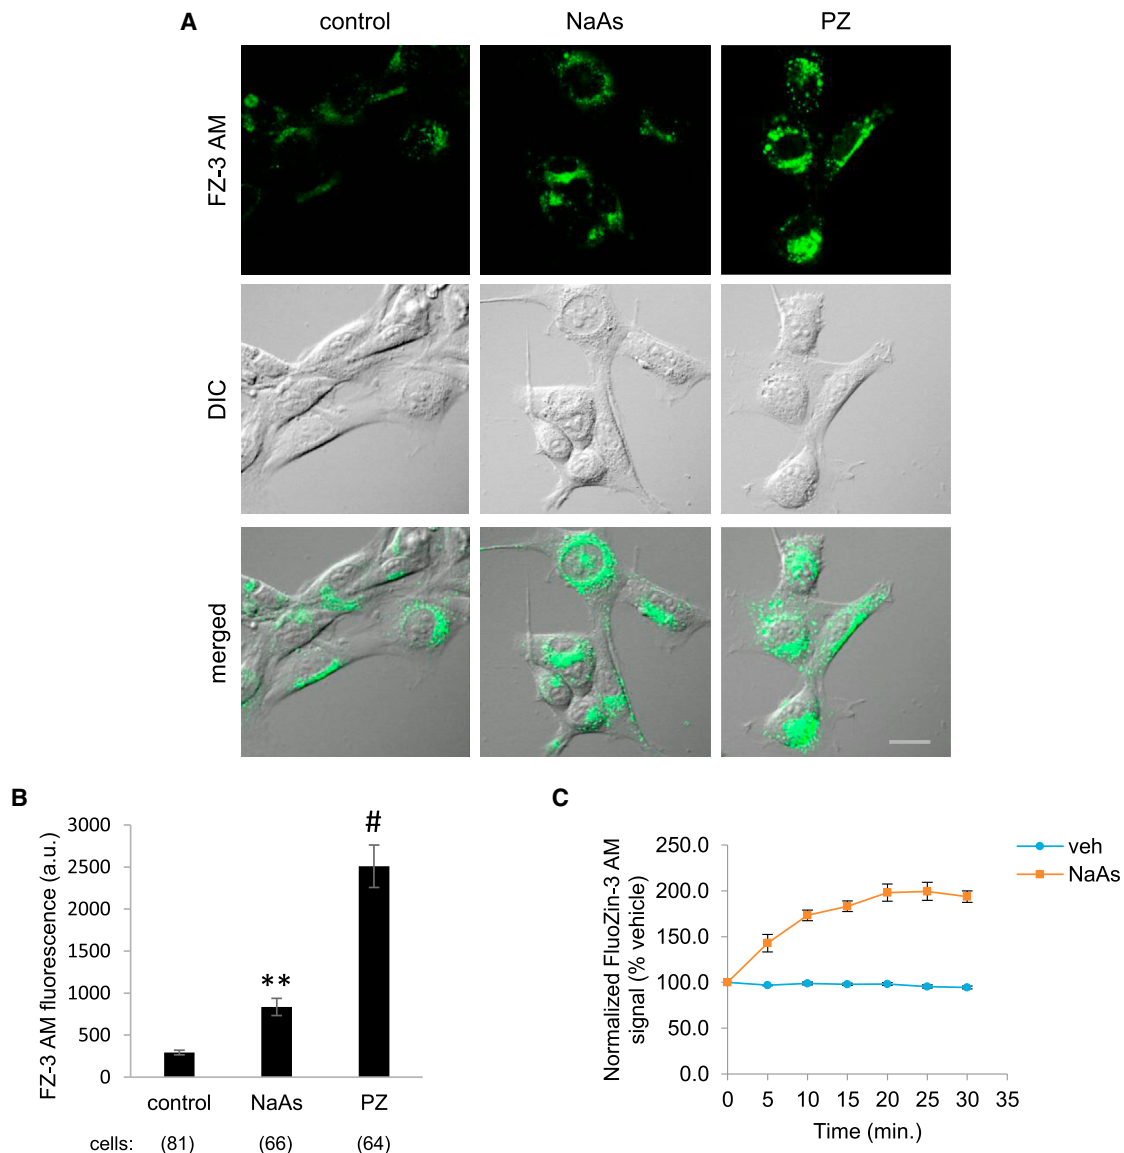 A
control
NaAs
PZ
FZ-3 AM
DIC
merged
B
FZ-3 AM fluorescence (a.u.)
3000
2500
2000
1500
1000
500
0
**
#
control
NaAs
PZ
cells:
(81)
(66)
(64)
C
Normalized FluoZin-3 AM
signal (% vehicle)
250.0
200.0
150.0
100.0
50.0
0.0
0
5
10
15
20
25
30
35
Time (min.)
veh
NaAs